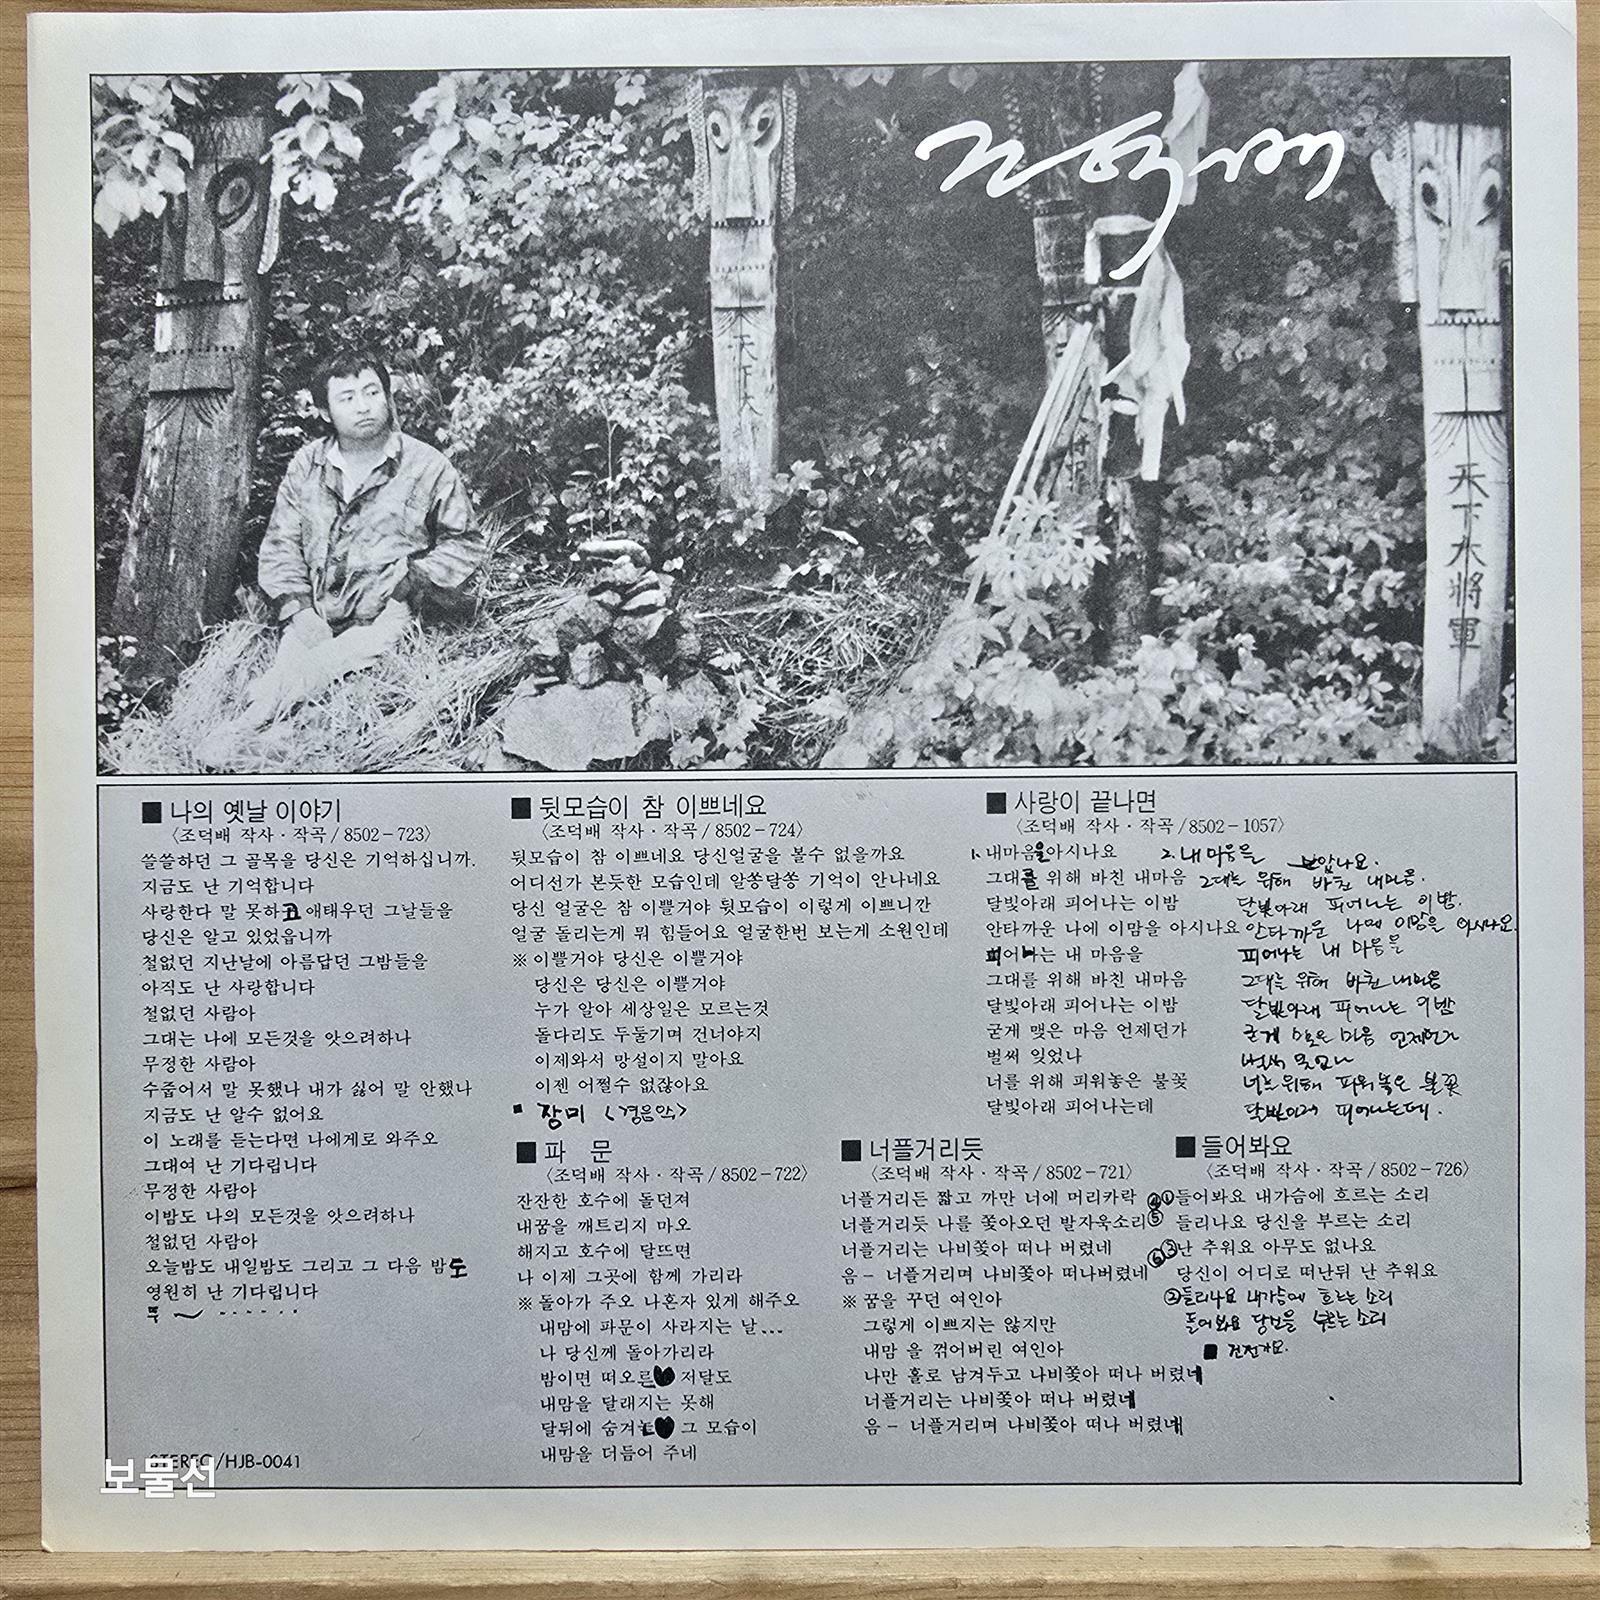 조덕배
天下大
天下大將軍
■ 나의 옛날 이야기
〈조덕배 작사·작곡/8502-723〉
쓸쓸하던 그 골목을 당신은 기억하십니까.
지금도 난 기억합니다
사랑한다 말 못하고 애태우던 그날들을
당신은 알고 있었읍니까
철없던 지난날에 아름답던 그밤들을
아직도 난 사랑합니다
철없던 사람아
그대는 나에 모든것을 앗으려하나
무정한 사람아
수줍어서 말 못했나 내가 싫어 말 안했나
지금도 난 알수 없어요
이 노래를 듣는다면 나에게로 와주오
그대여 난 기다립니다
무정한 사람아
이밤도 나의 모든것을 앗으려하나
철없던 사람아
오늘밤도 내일밤도 그리고 그 다음 밤도
영원히 난 기다립니다
뚜~
■ 뒷모습이 참 이쁘네요
〈조덕배 작사·작곡/8502-724〉
뒷모습이 참 이쁘네요 당신얼굴을 볼수 없을까요
어디선가 본듯한 모습인데 알쏭달쏭 기억이 안나네요
당신 얼굴은 참 이쁠거야 뒷모습이 이렇게 이쁘니깐
얼굴 돌리는게 뭐 힘들어요 얼굴한번 보는게 소원인데
※ 이쁠거야 당신은 이쁠거야
당신은 당신은 이쁠거야
누가 알아 세상일은 모르는것
돌다리도 두둘기며 건너야지
이제와서 망설이지 말아요
이젠 어쩔수 없잖아요
■ 장미 〈경음악〉
■ 사랑이 끝나면
〈조덕배 작사·작곡/8502-1057〉
1. 내마음을아시나요
그대를 위해 바친 내마음
달빛아래 피어나는 이밤
안타까운 나에 이맘을 아시나요
피어나는 내 마음을
그대를 위해 바친 내마음
달빛아래 피어나는 이밤
굳게 맺은 마음 언제던가
벌써 잊었나
너를 위해 피워놓은 불꽃
달빛아래 피어나는데
2. 내 마음을 보았나요.
그대를 위해 바친 내마음.
달빛아래 피어나는 이밤.
안타까운 나에 이맘을 아시나요.
피어나는 내 마음을
그대를 위해 바친 내마음
달빛아래 피어나는 이밤
굳게 맺은 마음 언제던가
벌써 잊었나
너를 위해 피워놓은 불꽃
달빛아래 피어나는데.
■ 파 문
〈조덕배 작사·작곡/8502-722〉
잔잔한 호수에 돌던져
내꿈을 깨트리지 마오
해지고 호수에 달뜨면
나 이제 그곳에 함께 가리라
※ 돌아가 주오 나혼자 있게 해주오
내맘에 파문이 사라지는 날...
나 당신께 돌아가리라
밤이면 떠오른 저달도
내맘을 달래지는 못해
달뒤에 숨겨논 그 모습이
내맘을 더듬어 주네
■ 너플거리듯
〈조덕배 작사·작곡/8502-721〉
너플거리든 짧고 까만 너에 머리카락
너플거리듯 나를 쫓아오던 발자욱소리
너플거리는 나비쫓아 떠나 버렸네
음- 너플거리며 나비쫓아 떠나버렸네
※ 꿈을 꾸던 여인아
그렇게 이쁘지는 않지만
내맘 을 꺾어버린 여인아
나만 홀로 남겨두고 나비쫓아 떠나 버렸네
너플거리는 나비쫓아 떠나 버렸네
음- 너플거리며 나비쫓아 떠나 버렸네
■ 들어봐요
〈조덕배 작사·작곡/8502-726〉
④①들어봐요 내가슴에 흐르는 소리
⑤ 들리나요 당신을 부르는 소리
⑥③난 추워요 아무도 없나요
당신이 어디로 떠난뒤 난 추워요
②들리나요 내가슴에 흐르는 소리
들어봐요 당신을 부르는 소리
■ 건전가요.
STEREO/HJB-0041
보물선